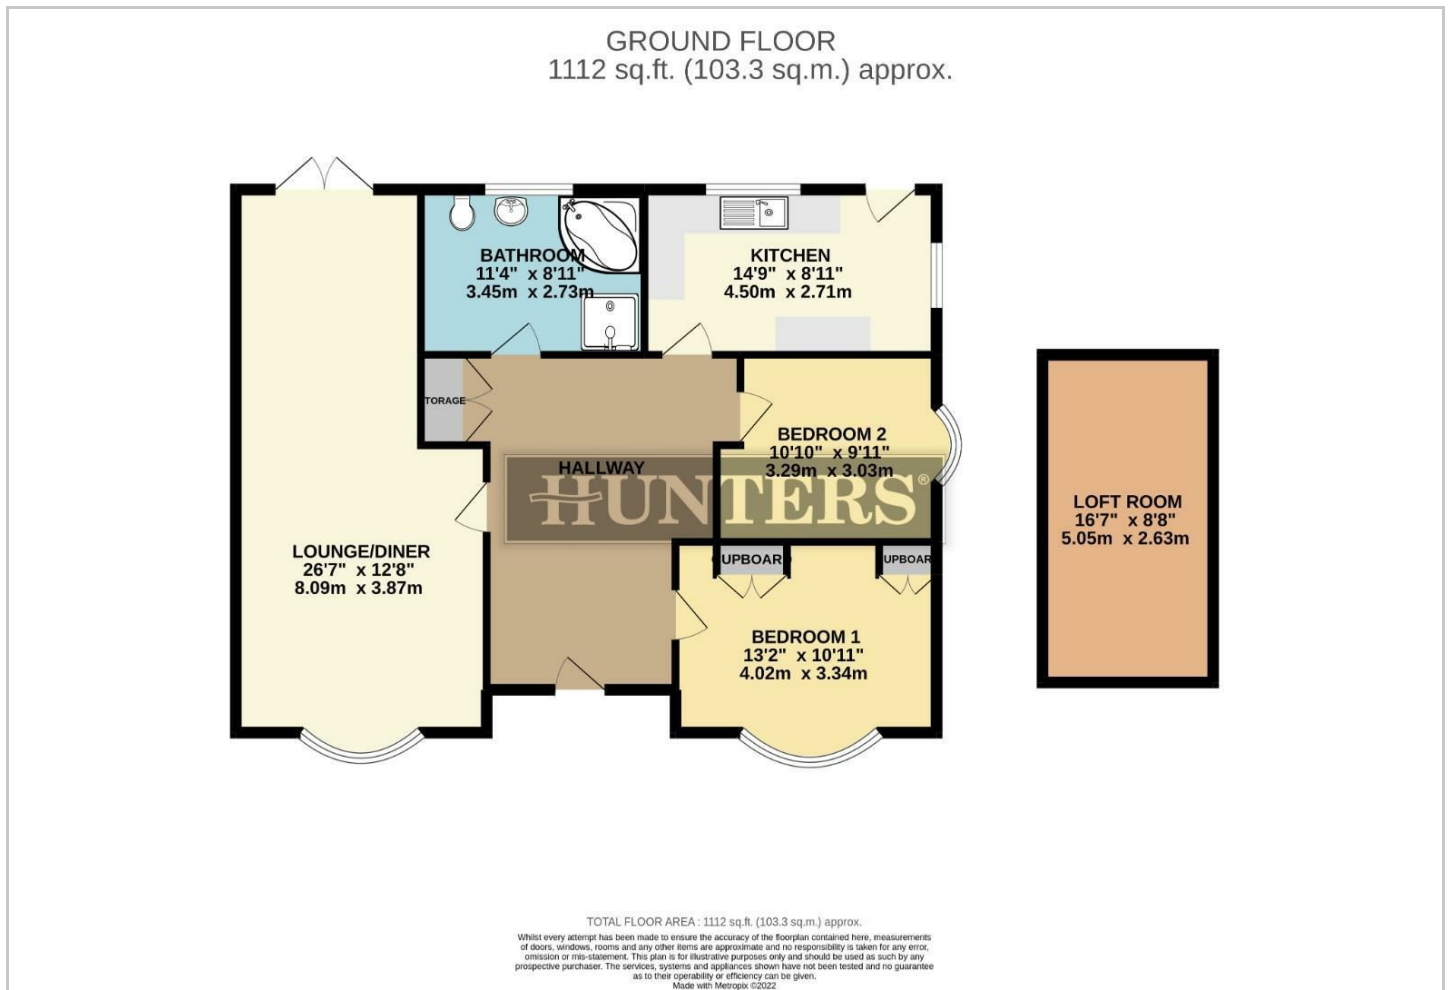 GROUND FLOOR
1112 sq.ft. (103.3 sq.m.) approx.
BATHROOM
11'4" x 8'11"
3.45m x 2.73m
KITCHEN
14'9" x 8'11"
4.50m x 2.71m
TORAGE
BEDROOM 2
10'10" x 9'11"
3.29m x 3.03m
HALLWAY
HUNTERS®
LOUNGE/DINER
26'7" x 12'8"
8.09m x 3.87m
UPBOAR
UPBOAR
BEDROOM 1
13'2" x 10'11"
4.02m x 3.34m
LOFT ROOM
16'7" x 8'8"
5.05m x 2.63m
TOTAL FLOOR AREA : 1112 sq.ft. (103.3 sq.m.) approx.
Whilst every attempt has been made to ensure the accuracy of the floorplan contained here, measurements
of doors, windows, rooms and any other items are approximate and no responsibility is taken for any error,
omission or mis-statement. This plan is for illustrative purposes only and should be used as such by any
prospective purchaser. The services, systems and appliances shown have not been tested and no guarantee
as to their operability or efficiency can be given.
Made with Metropix ©2022